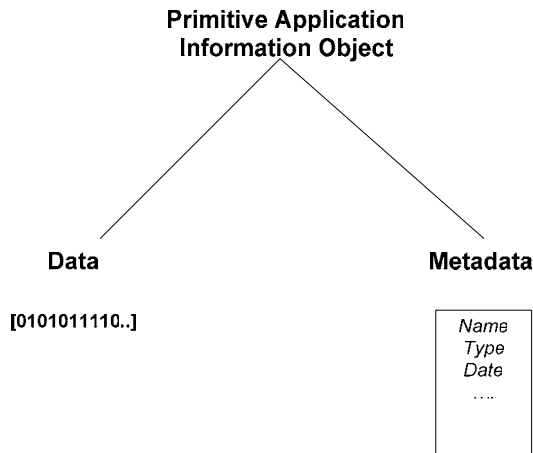 Primitive Application
Information Object
Data
Metadata
[0101011110..]
Name
Type
Date
....